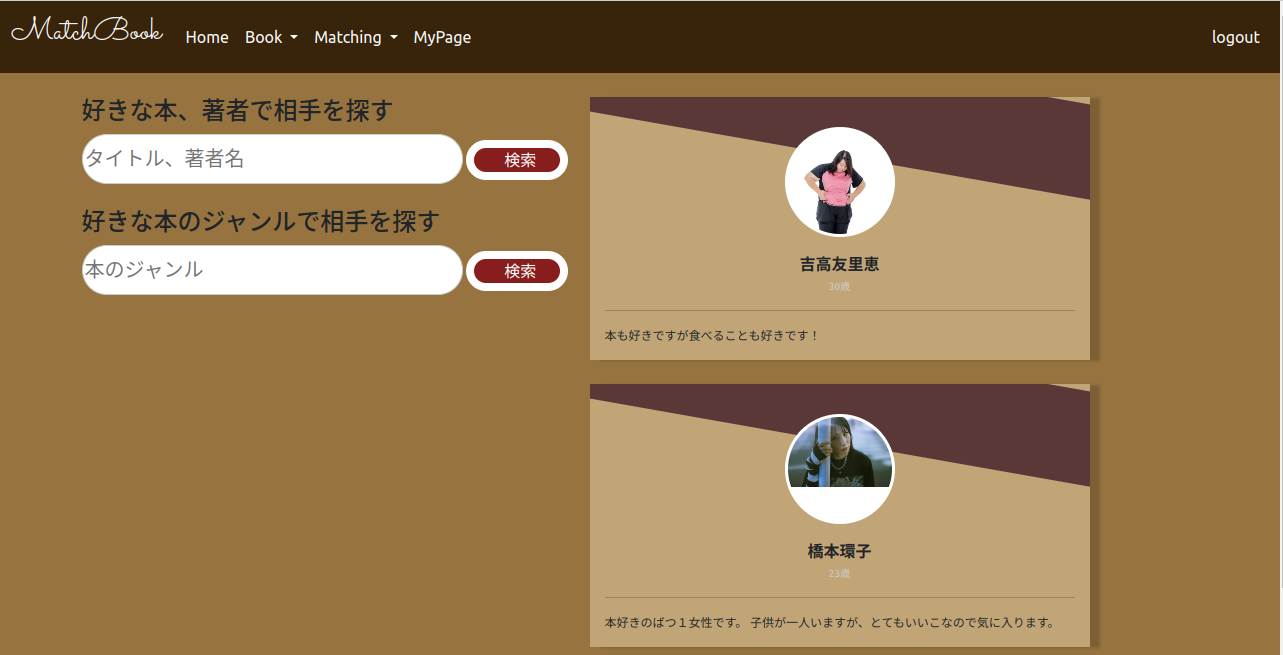 MatchBook
Home Book Matching MyPage logout
好きな本、著者で相手を探す
タイトル、著者名 検索
好きな本のジャンルで相手を探す
本のジャンル 検索
吉高友里恵
30歳
本も好きですが食べることも好きです！
橋本環子
23歳
本好きのばつ１女性です。 子供が一人いますが、とてもいいこなので気に入ります。